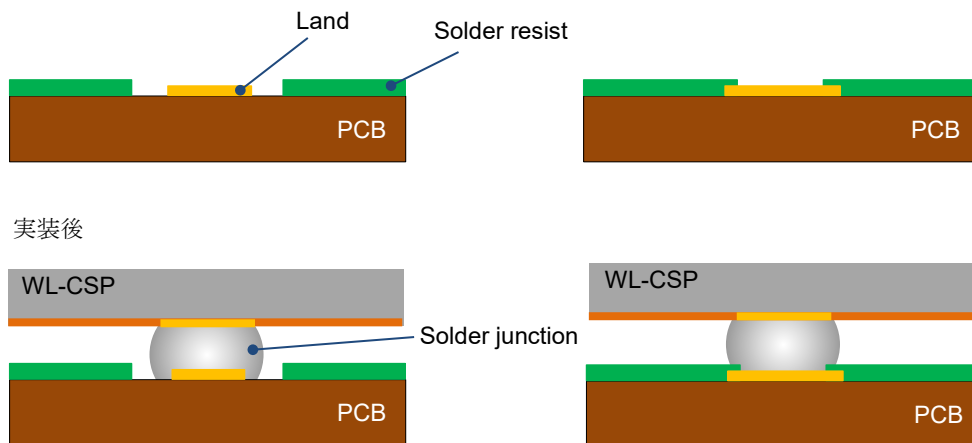 Land
Solder resist
PCB
PCB
実装後
WL-CSP
WL-CSP
Solder junction
PCB
PCB